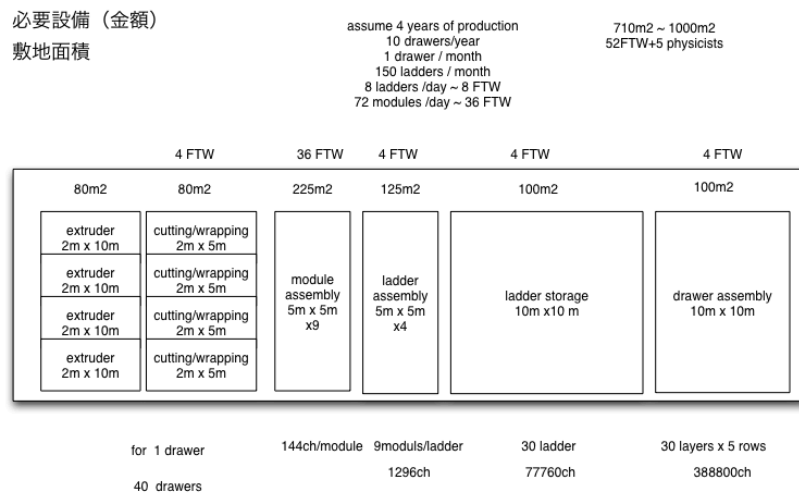 必要設備（金額）
敷地面積
assume 4 years of production
10 drawers/year
1 drawer / month
150 ladders / month
8 ladders /day ~ 8 FTW
72 modules /day ~ 36 FTW
710m2 ~ 1000m2
52FTW+5 physicists
4 FTW
36 FTW
4 FTW
4 FTW
4 FTW
80m2
80m2
225m2
125m2
100m2
100m2
extruder
2m x 10m
extruder
2m x 10m
extruder
2m x 10m
extruder
2m x 10m
cutting/wrapping
2m x 5m
cutting/wrapping
2m x 5m
cutting/wrapping
2m x 5m
cutting/wrapping
2m x 5m
module
assembly
5m x 5m
x9
ladder
assembly
5m x 5m
x4
ladder storage
10m x10 m
drawer assembly
10m x 10m
for 1 drawer
40 drawers
144ch/module
9moduls/ladder
1296ch
30 ladder
77760ch
30 layers x 5 rows
388800ch